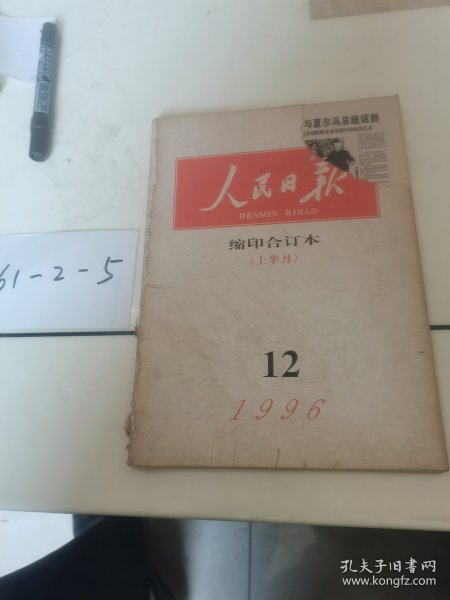 与夏尔马总统话别
人民日报
RENMIN RIBAO
缩印合订本
(上半月)
12
1996
61-2-5
孔夫子旧书网
www.kongfz.com